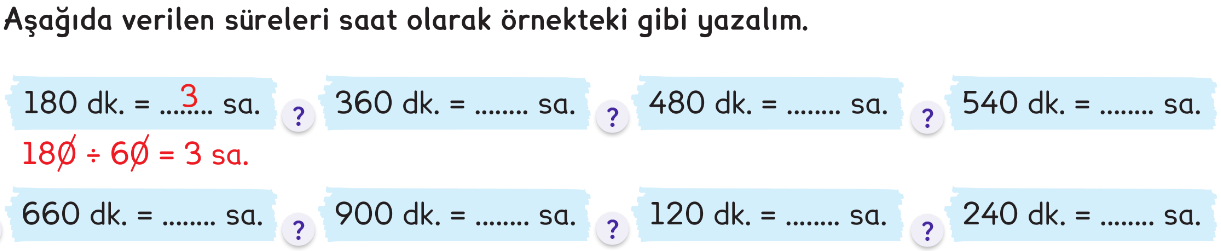 Aşağıda verilen süreleri saat olarak örnekteki gibi yazalım.
180 dk. = ...3..... sa. ? 360 dk. = ........ sa. ? 480 dk. = ........ sa. ? 540 dk. = ........ sa.
180 ÷ 60 = 3 sa.
660 dk. = ........ sa. ? 900 dk. = ........ sa. ? 120 dk. = ........ sa. ? 240 dk. = ........ sa.